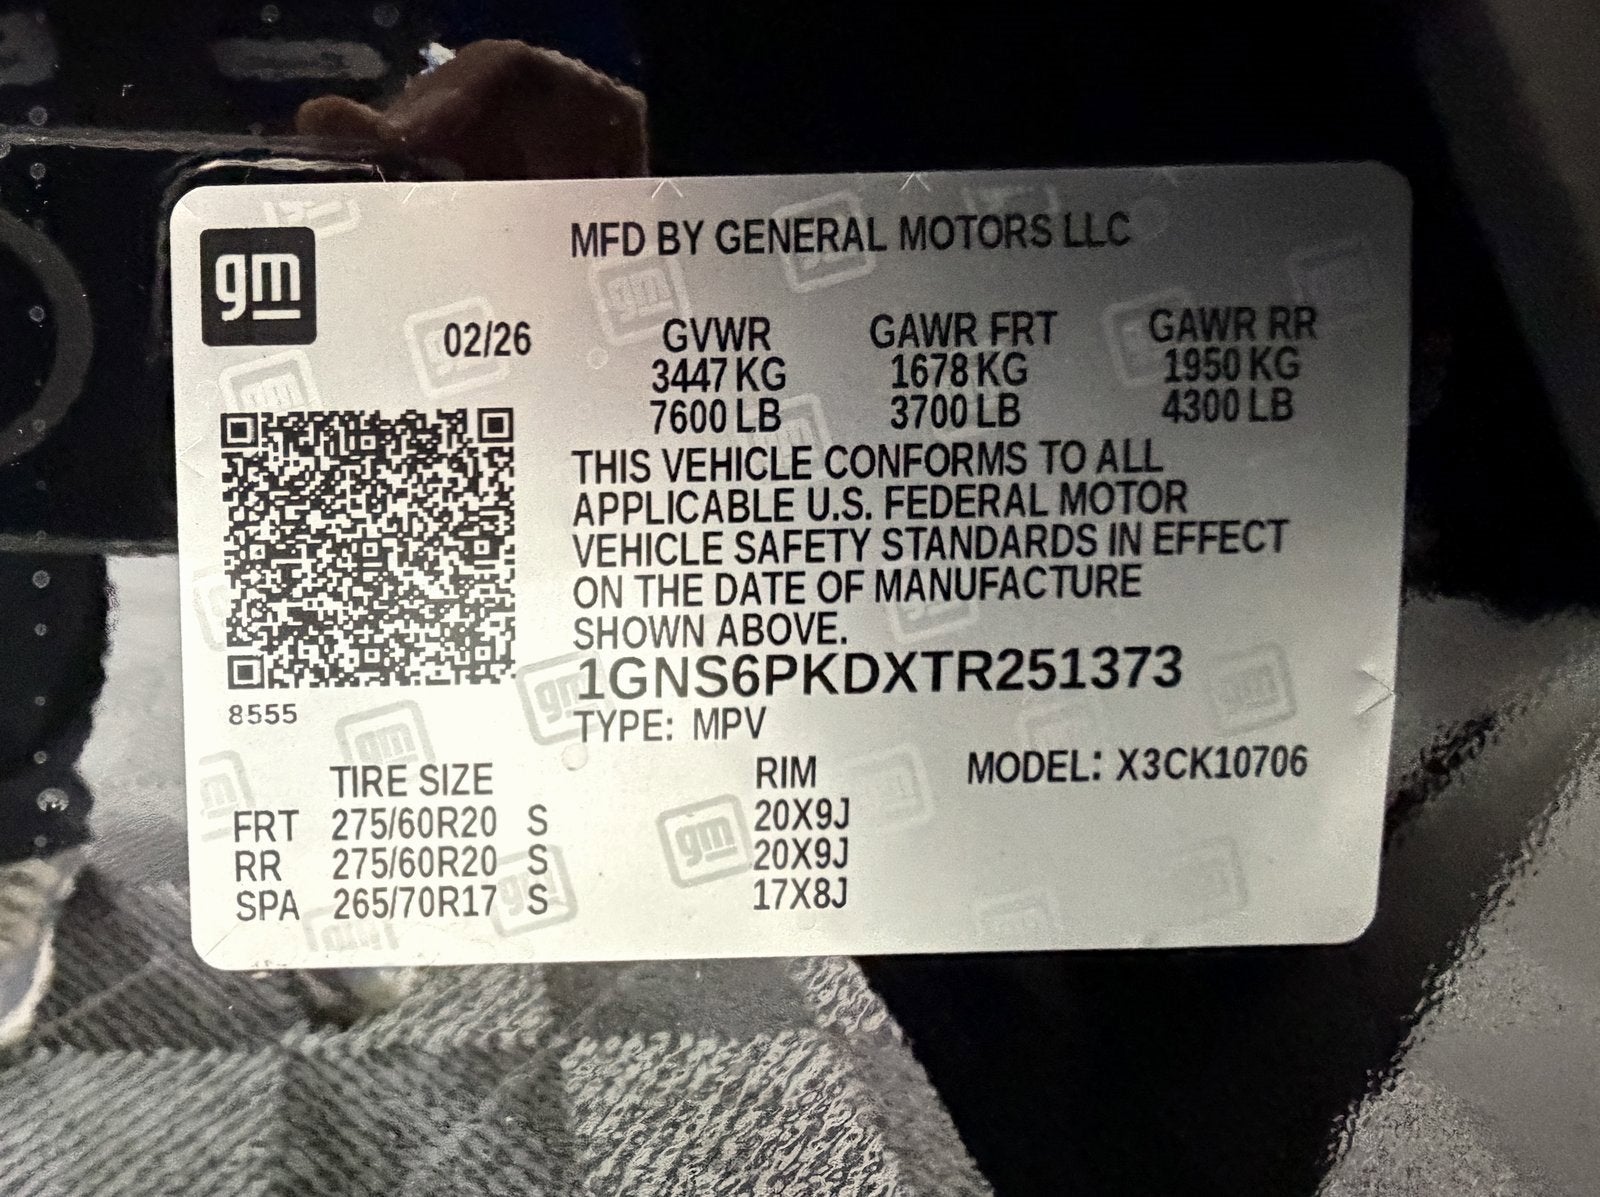 gm
MFD BY GENERAL MOTORS LLC
02/26 GVWR GAWR FRT GAWR RR
3447 KG 1678 KG 1950 KG
7600 LB 3700 LB 4300 LB
THIS VEHICLE CONFORMS TO ALL
APPLICABLE U.S. FEDERAL MOTOR
VEHICLE SAFETY STANDARDS IN EFFECT
ON THE DATE OF MANUFACTURE
SHOWN ABOVE.
1GNS6PKDXTR251373
8555
TYPE: MPV
TIRE SIZE RIM MODEL: X3CK10706
FRT 275/60R20 S 20X9J
RR 275/60R20 S 20X9J
SPA 265/70R17 S 17X8J